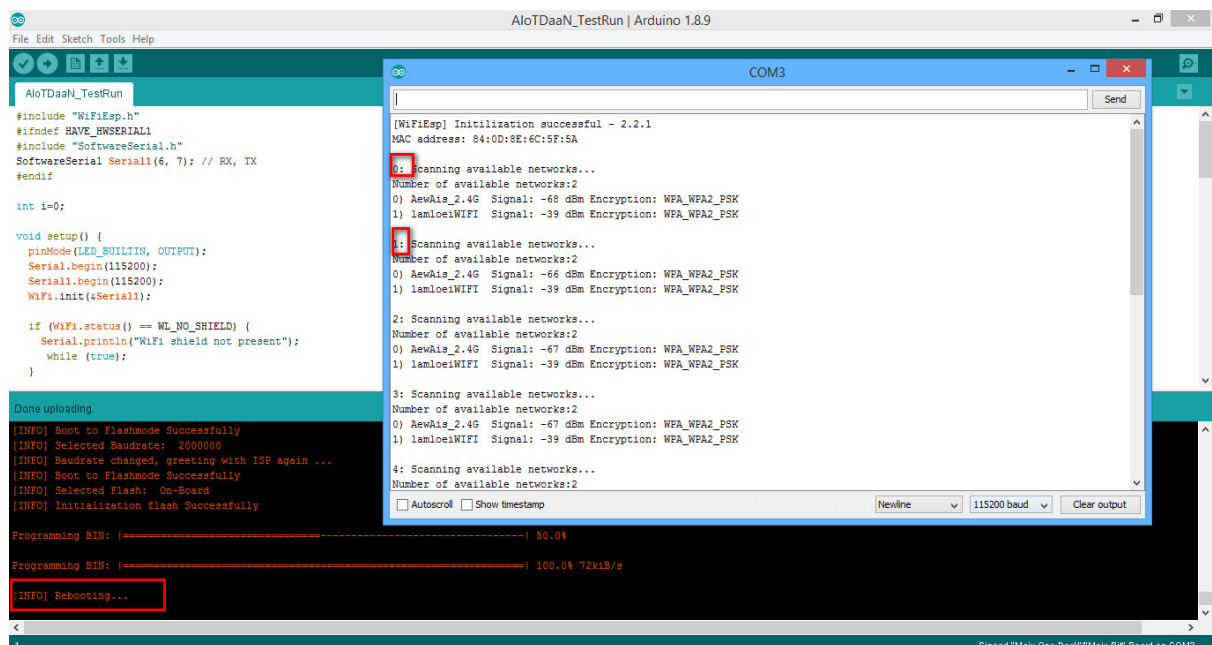 AIoTDaaN_TestRun | Arduino 1.8.9
File Edit Sketch Tools Help
AIoTDaaN_TestRun
#include "WiFiEsp.h"
#ifndef HAVE_HWSERIAL1
#include "SoftwareSerial.h"
SoftwareSerial Serial1(6, 7); // RX, TX
#endif
int i=0;
void setup() {
pinMode(LED_BUILTIN, OUTPUT);
Serial.begin(115200);
Serial1.begin(115200);
WiFi.init(&Serial1);
if (WiFi.status() == WL_NO_SHIELD) {
Serial.println("WiFi shield not present");
while (true);
}
COM3
Send
[WiFiEsp] Initilization successful - 2.2.1
MAC address: 84:0D:8E:6C:5F:5A
0: Scanning available networks...
Number of available networks:2
0) AewAis_2.4G Signal: -68 dBm Encryption: WPA_WPA2_PSK
1) lamloeiWIFI Signal: -39 dBm Encryption: WPA_WPA2_PSK
1: Scanning available networks...
Number of available networks:2
0) AewAis_2.4G Signal: -66 dBm Encryption: WPA_WPA2_PSK
1) lamloeiWIFI Signal: -39 dBm Encryption: WPA_WPA2_PSK
2: Scanning available networks...
Number of available networks:2
0) AewAis_2.4G Signal: -67 dBm Encryption: WPA_WPA2_PSK
1) lamloeiWIFI Signal: -39 dBm Encryption: WPA_WPA2_PSK
3: Scanning available networks...
Number of available networks:2
0) AewAis_2.4G Signal: -67 dBm Encryption: WPA_WPA2_PSK
1) lamloeiWIFI Signal: -39 dBm Encryption: WPA_WPA2_PSK
4: Scanning available networks...
Number of available networks:2
Autoscroll Show timestamp Newline 115200 baud Clear output
Done uploading.
[INFO] Boot to Flashmode Successfully
[INFO] Selected Baudrate: 2000000
[INFO] Baudrate changed, greeting with ISP again ...
[INFO] Boot to Flashmode Successfully
[INFO] Selected Flash: On-Board
[INFO] Initialization flash Successfully
Programming BIN: |=================================----------------------------------| 50.0%
Programming BIN: |===================================================================| 100.0% 72kiB/s
[INFO] Rebooting...